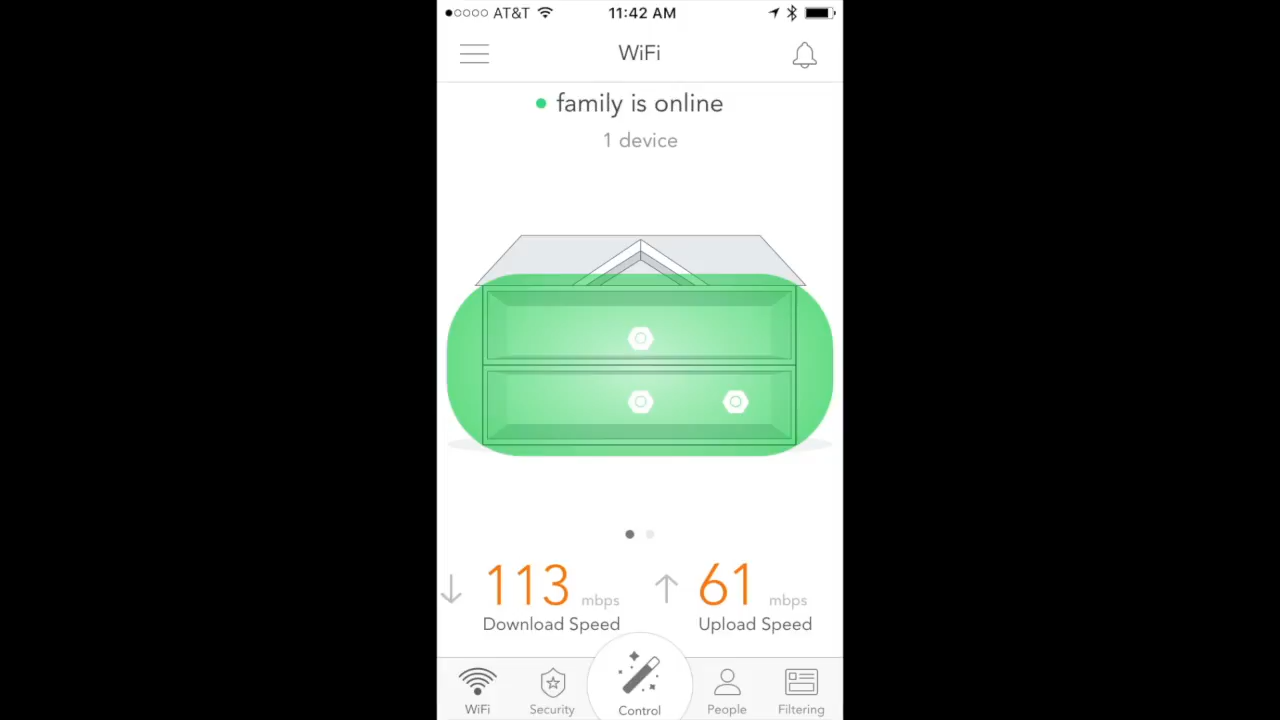 AT&T 11:42 AM
WiFi
family is online
1 device
113 mbps 61 mbps
Download Speed Upload Speed
WiFi Security Control People Filtering